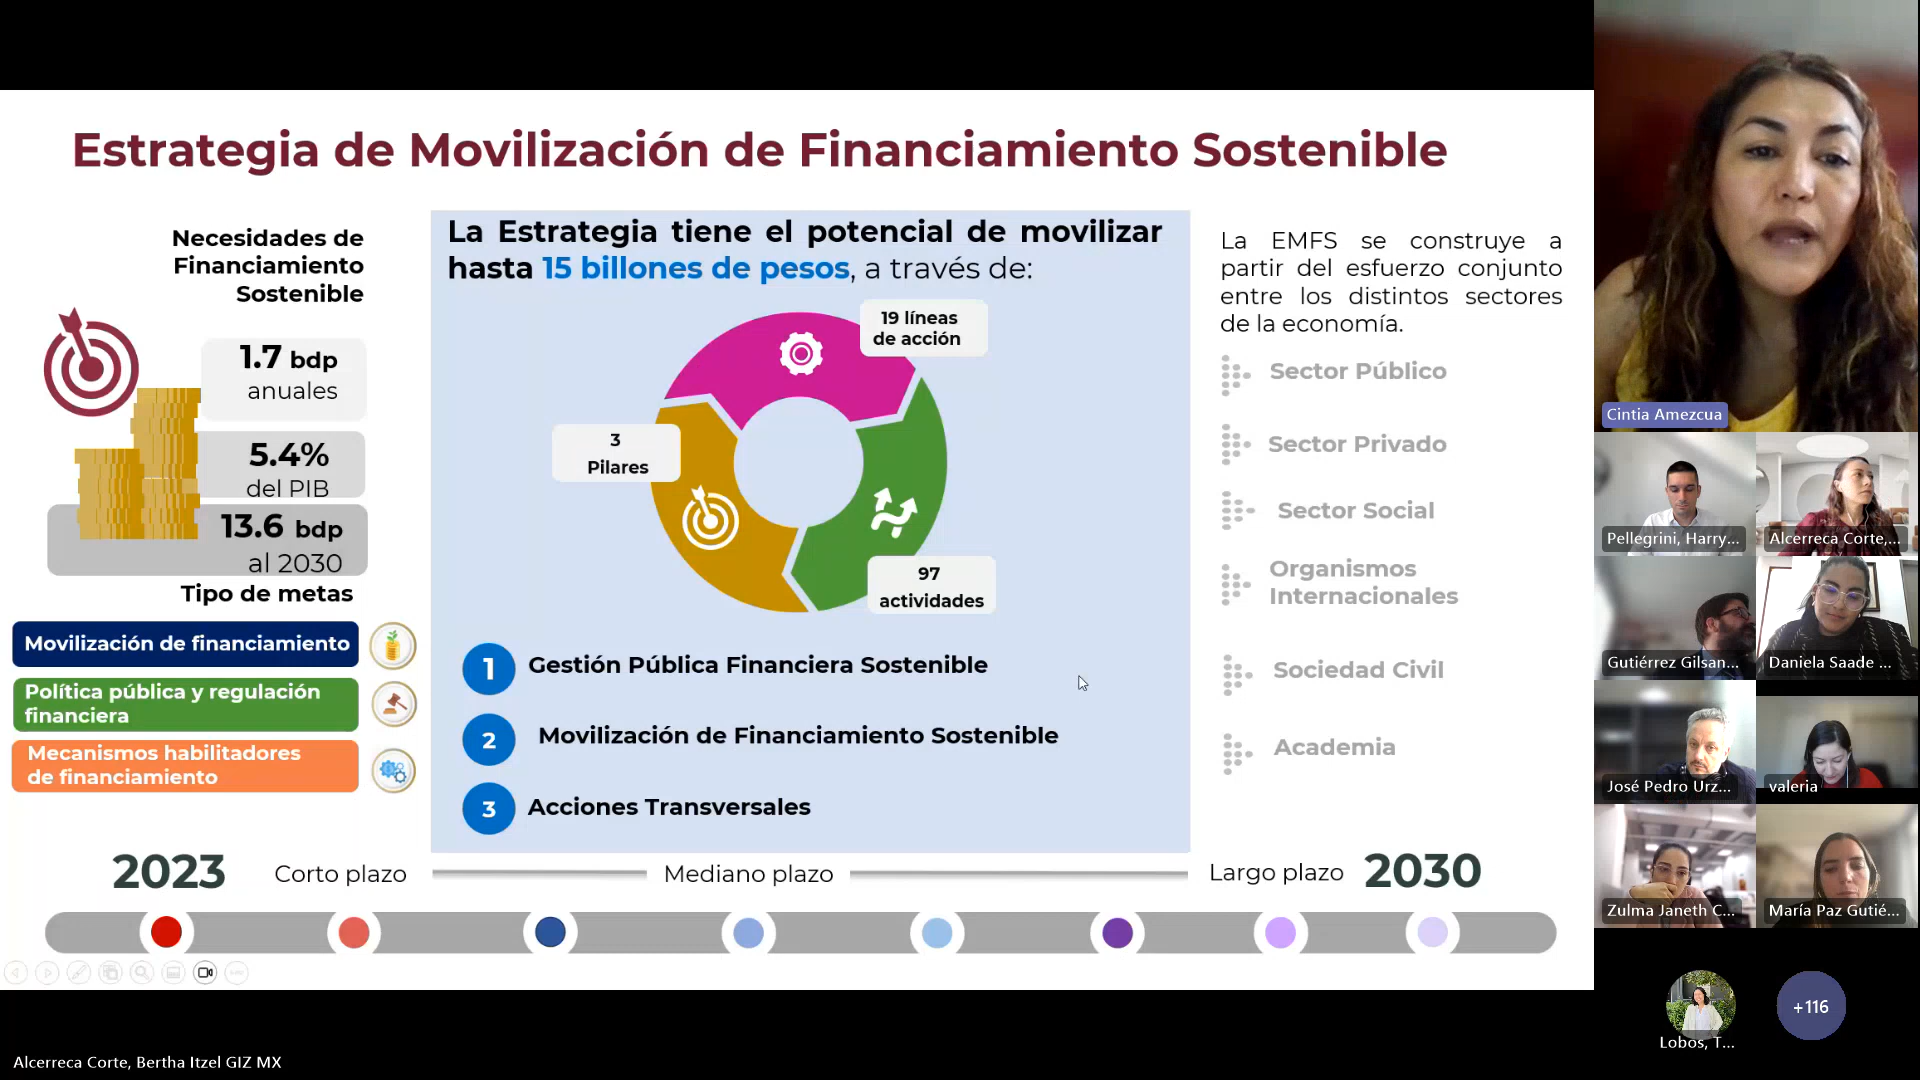 Estrategia de Movilización de Financiamiento Sostenible
Necesidades de
Financiamiento
Sostenible
1.7 bdp
anuales
5.4%
del PIB
13.6 bdp
al 2030
Tipo de metas
Movilización de financiamiento
Política pública y regulación
financiera
Mecanismos habilitadores
de financiamiento
La Estrategia tiene el potencial de movilizar
hasta 15 billones de pesos, a través de:
19 líneas
de acción
3
Pilares
97
actividades
1 Gestión Pública Financiera Sostenible
2 Movilización de Financiamiento Sostenible
3 Acciones Transversales
La EMFS se construye a
partir del esfuerzo conjunto
entre los distintos sectores
de la economía.
Sector Público
Sector Privado
Sector Social
Organismos
Internacionales
Sociedad Civil
Academia
2023 Corto plazo Mediano plazo Largo plazo 2030
Cintia Amezcua
Pellegrini, Harry...
Alcerreca Corte,...
Gutiérrez Gilsan...
Daniela Saade ...
José Pedro Urz...
valeria
Zulma Janeth C...
María Paz Gutié...
Lobos, T...
+116
Alcerreca Corte, Bertha Itzel GIZ MX